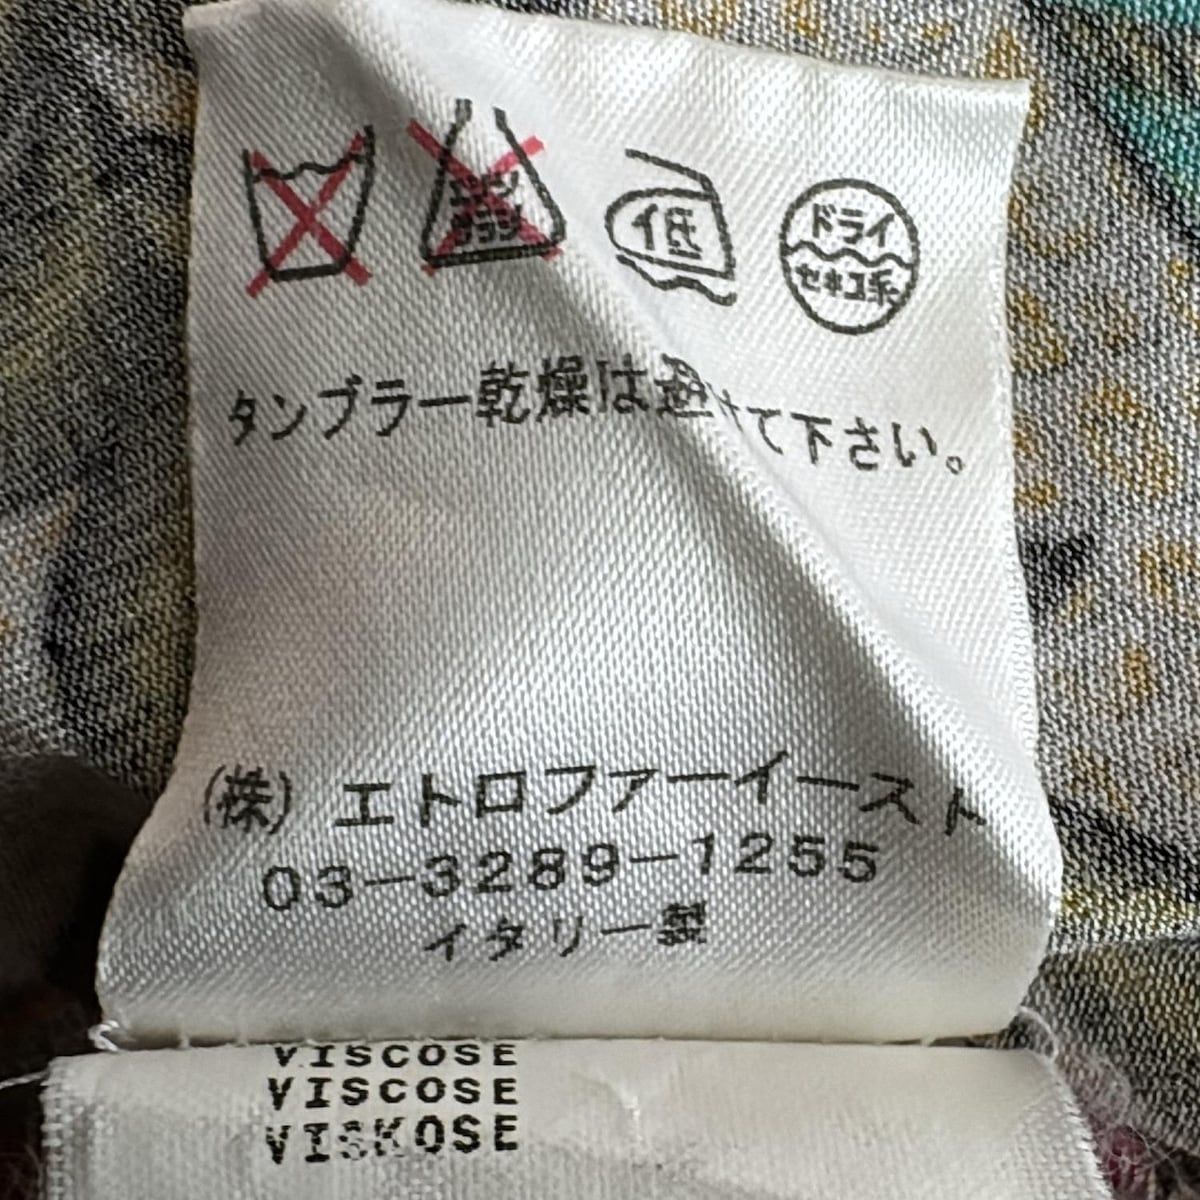 低
ドライ
セキユ系
タンブラー乾燥は避けて下さい。
(株) エトロファーイースト
03-3289-1255
イタリー製
VISCOSE
VISCOSE
VISKOSE